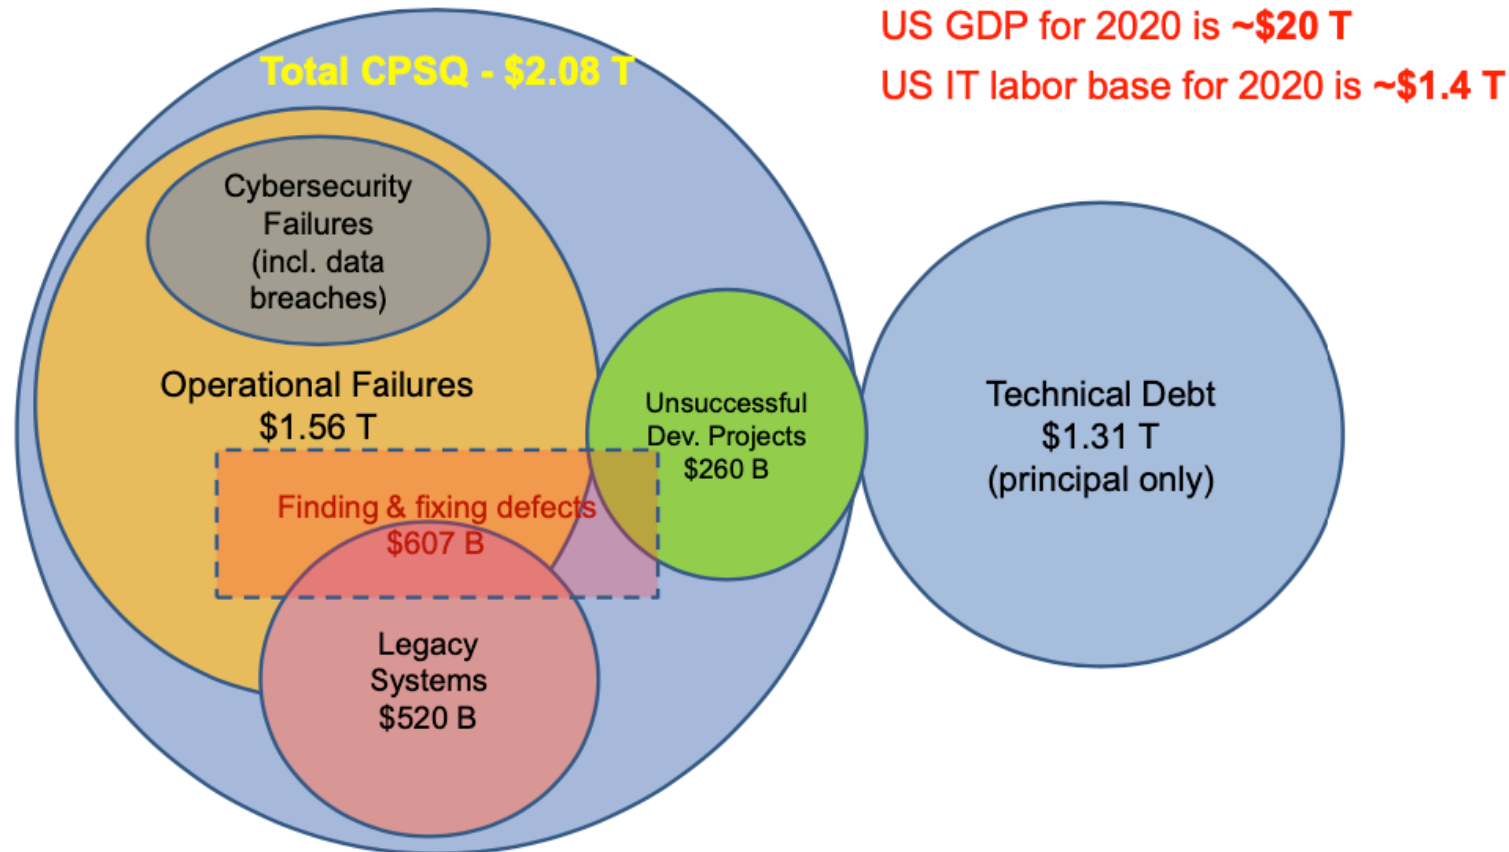 US GDP for 2020 is ~$20 T
US IT labor base for 2020 is ~$1.4 T
Total CPSQ - $2.08 T
Cybersecurity
Failures
(incl. data
breaches)
Operational Failures
$1.56 T
Unsuccessful
Dev. Projects
$260 B
Technical Debt
$1.31 T
(principal only)
Finding & fixing defects
$607 B
Legacy
Systems
$520 B